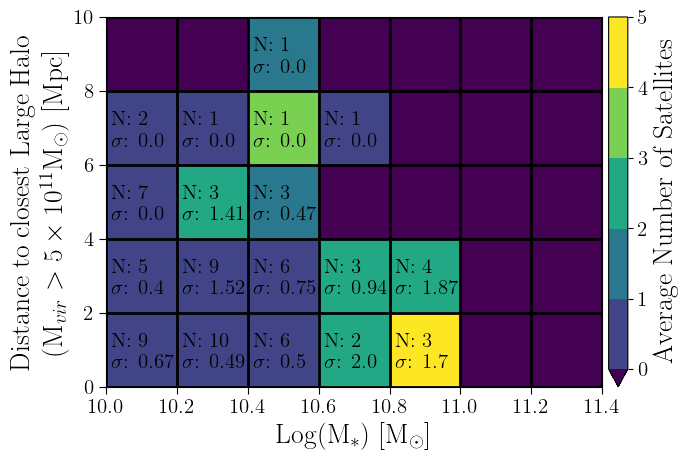 Distance to closest Large Halo
(M_{vir} > 5 × 10^{11}M_⊙) [Mpc]
10
8
6
4
2
0
N: 1
σ: 0.0
N: 2
σ: 0.0
N: 1
σ: 0.0
N: 1
σ: 0.0
N: 1
σ: 0.0
N: 7
σ: 0.0
N: 3
σ: 1.41
N: 3
σ: 0.47
N: 5
σ: 0.4
N: 9
σ: 1.52
N: 6
σ: 0.75
N: 3
σ: 0.94
N: 4
σ: 1.87
N: 9
σ: 0.67
N: 10
σ: 0.49
N: 6
σ: 0.5
N: 2
σ: 2.0
N: 3
σ: 1.7
10.0 10.2 10.4 10.6 10.8 11.0 11.2 11.4
Log(M_*) [M_⊙]
5
4
3
2
1
0
Average Number of Satellites